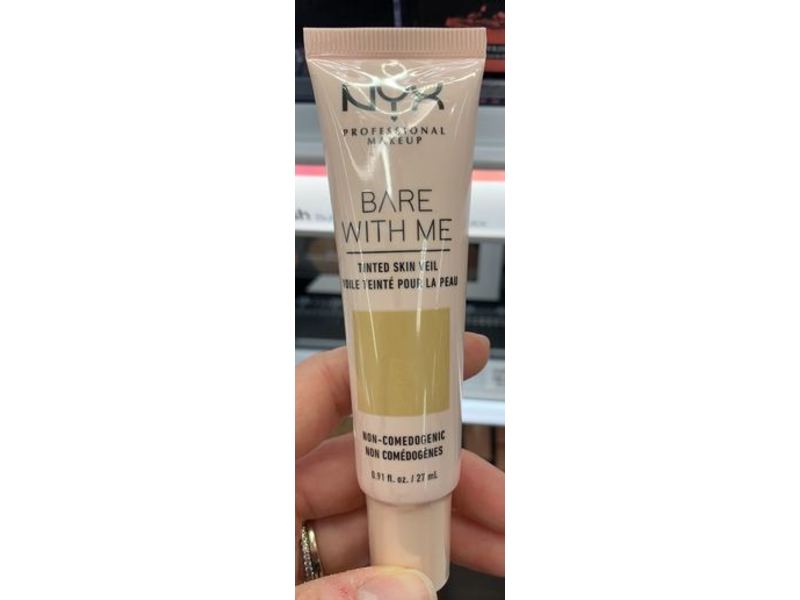 NYX
PROFESSIONAL
MAKEUP
BARE
WITH ME
TINTED SKIN VEIL
VOILE TEINTÉ POUR LA PEAU
NON-COMEDOGENIC
NON COMÉDOGÈNES
0.91 fl. oz. / 27 mL